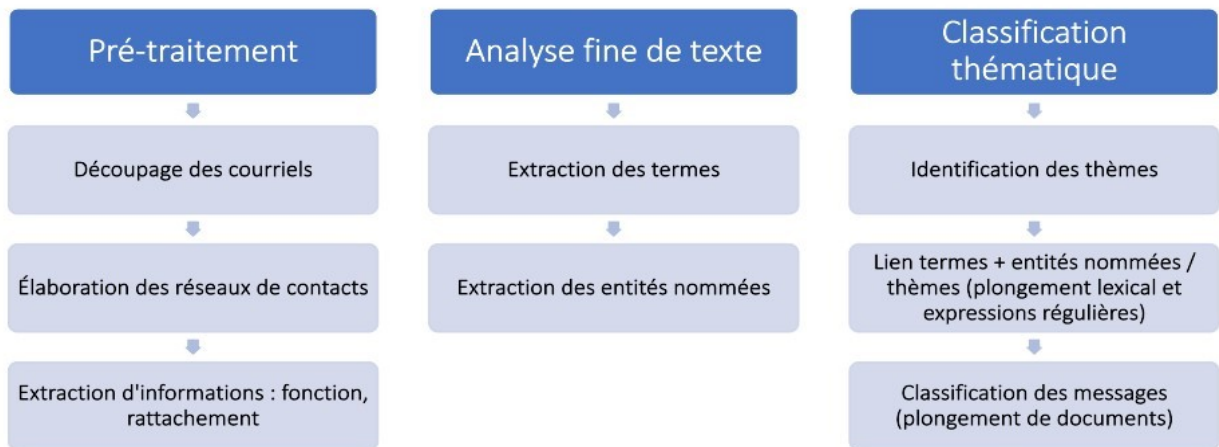 Pré-traitement
Découpage des courriels
Élaboration des réseaux de contacts
Extraction d'informations : fonction,
rattachement
Analyse fine de texte
Extraction des termes
Extraction des entités nommées
Classification
thématique
Identification des thèmes
Lien termes + entités nommées /
thèmes (plongement lexical et
expressions régulières)
Classification des messages
(plongement de documents)